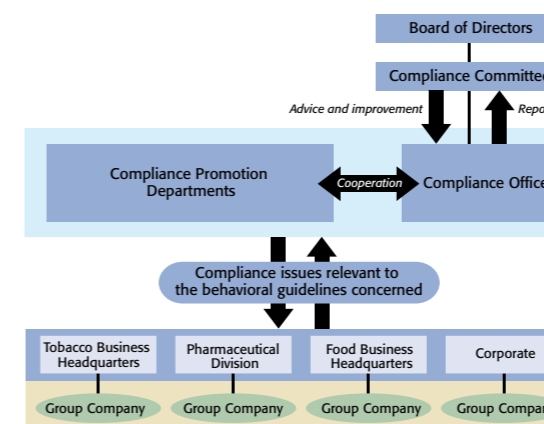 Board of Directors
Compliance Committee
Advice and improvement
Repo
Compliance Promotion
Departments
Cooperation
Compliance Office
Compliance issues relevant to
the behavioral guidelines concerned
Tobacco Business
Headquarters
Pharmaceutical
Division
Food Business
Headquarters
Corporate
Group Company
Group Company
Group Company
Group Compan